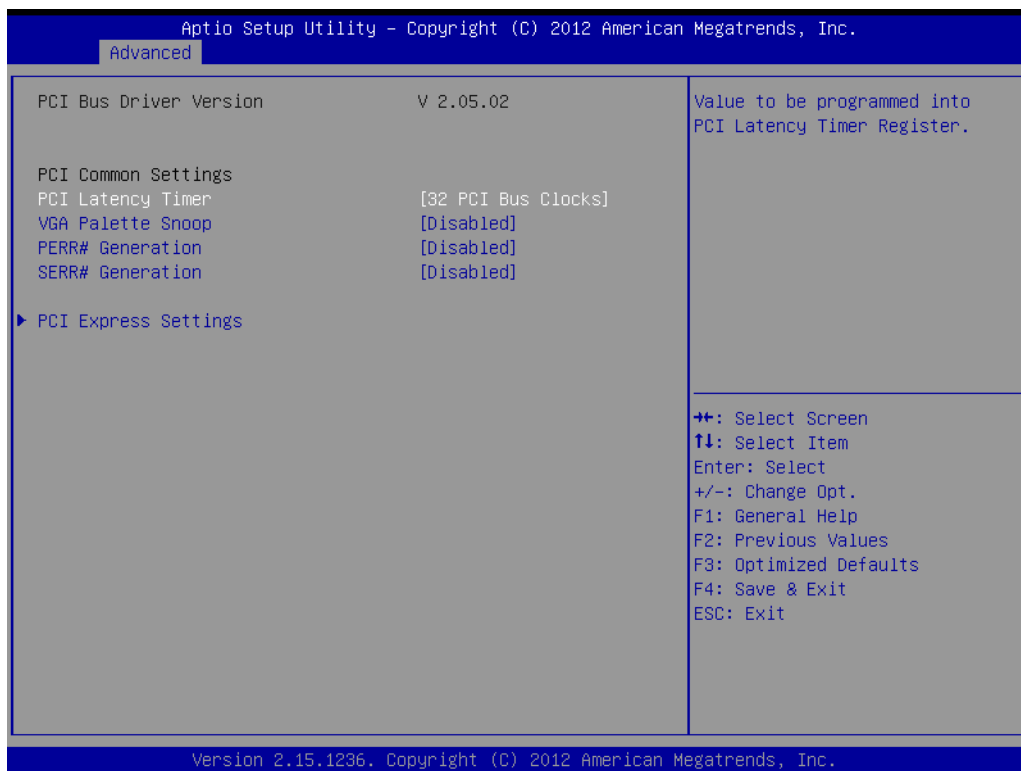 Aptio Setup Utility – Copyright (C) 2012 American Megatrends, Inc.
Advanced
PCI Bus Driver Version V 2.05.02
PCI Common Settings
PCI Latency Timer [32 PCI Bus Clocks]
VGA Palette Snoop [Disabled]
PERR# Generation [Disabled]
SERR# Generation [Disabled]
PCI Express Settings
Value to be programmed into
PCI Latency Timer Register.
→←: Select Screen
↑↓: Select Item
Enter: Select
+/-: Change Opt.
F1: General Help
F2: Previous Values
F3: Optimized Defaults
F4: Save & Exit
ESC: Exit
Version 2.15.1236. Copyright (C) 2012 American Megatrends, Inc.